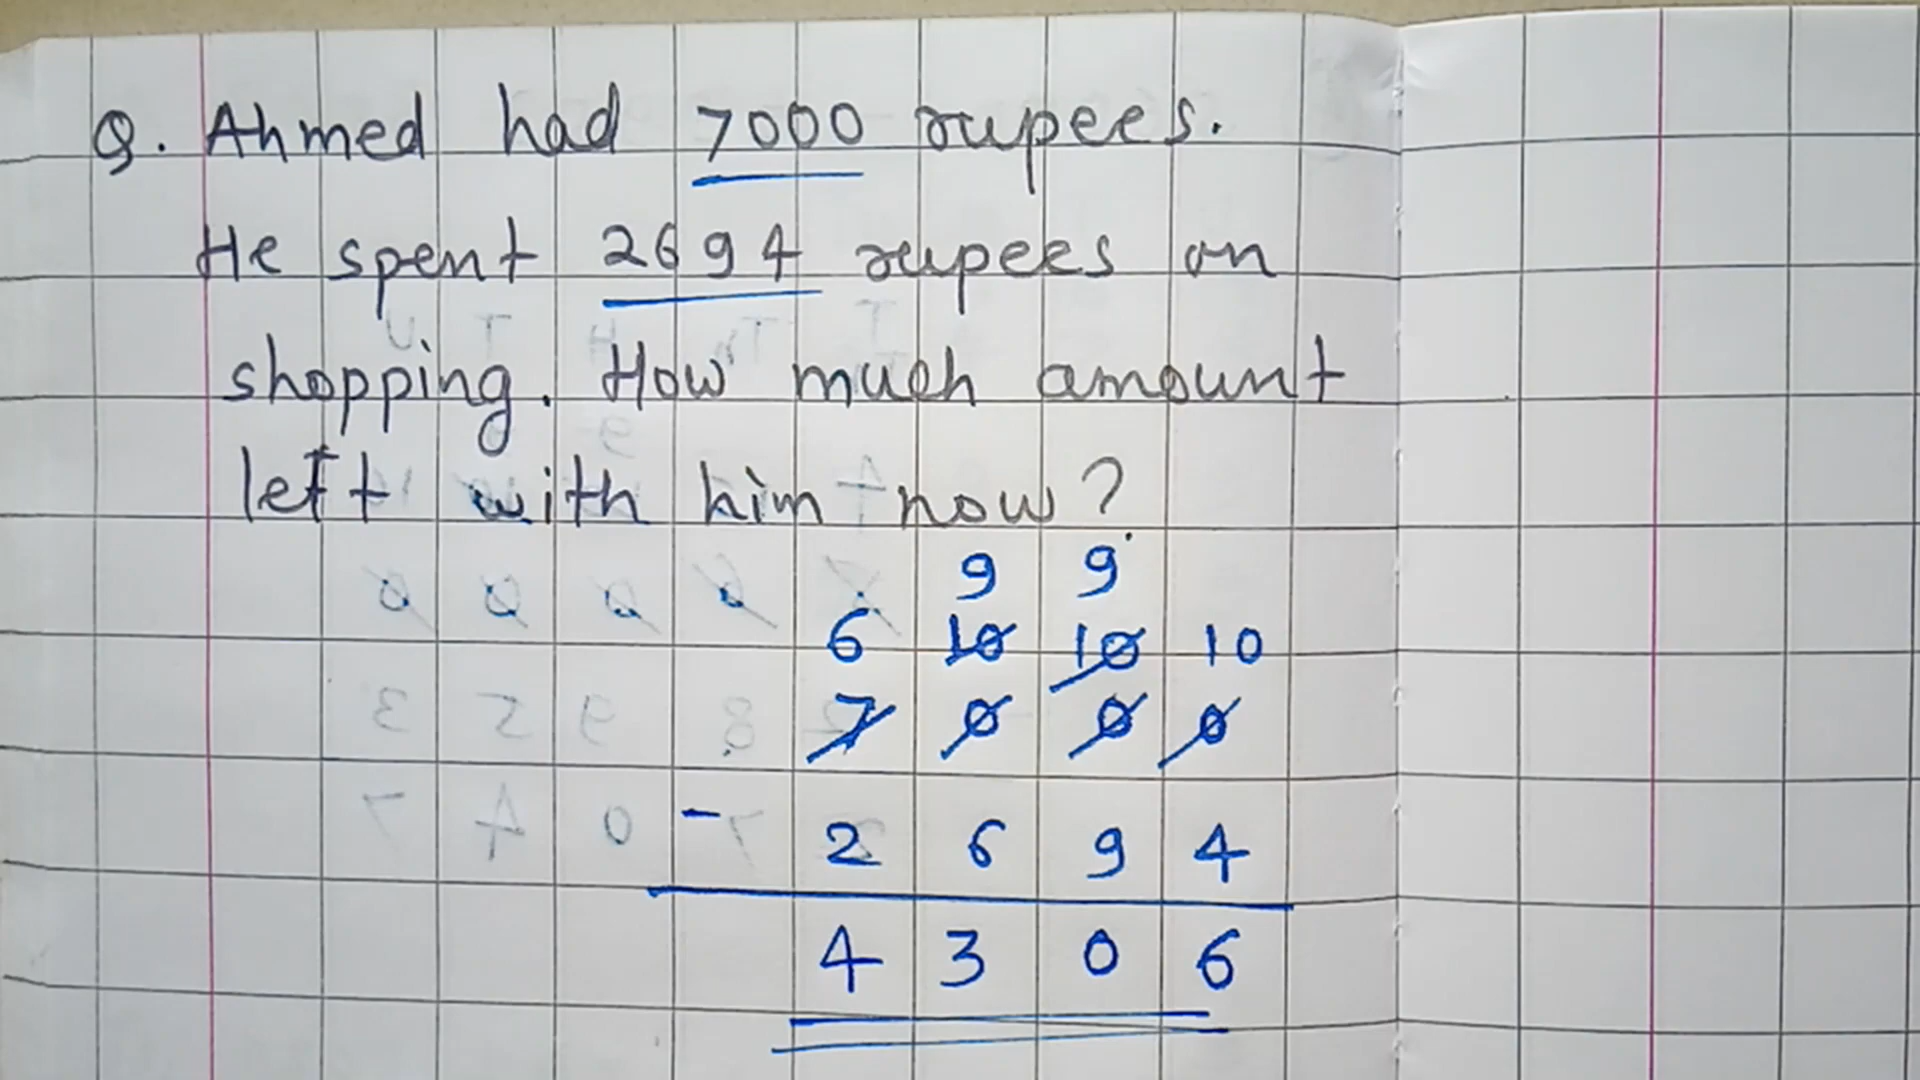 Q. Ahmed had 7000 rupees.
He spent 2694 rupees on
shopping. How much amount
left with him now?
9 9
6 10 10 10
7 0 0 0
- 2 6 9 4
4 3 0 6